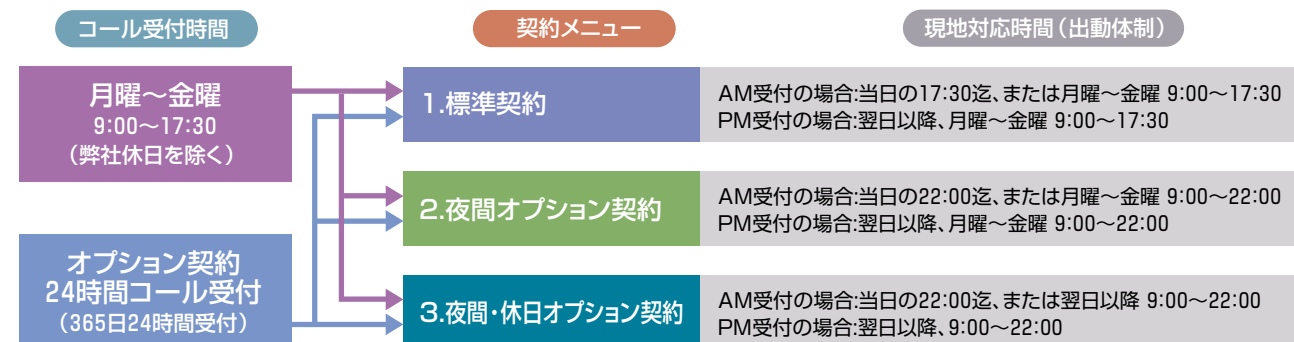 コール受付時間
契約メニュー
現地対応時間(出動体制)
月曜～金曜
9:00～17:30
(弊社休日を除く)
オプション契約
24時間コール受付
(365日24時間受付)
1.標準契約
AM受付の場合:当日の17:30迄、または月曜～金曜 9:00～17:30
PM受付の場合:翌日以降、月曜～金曜 9:00～17:30
2.夜間オプション契約
AM受付の場合:当日の22:00迄、または月曜～金曜 9:00～22:00
PM受付の場合:翌日以降、月曜～金曜 9:00～22:00
3.夜間・休日オプション契約
AM受付の場合:当日の22:00迄、または翌日以降 9:00～22:00
PM受付の場合:翌日以降、9:00～22:00